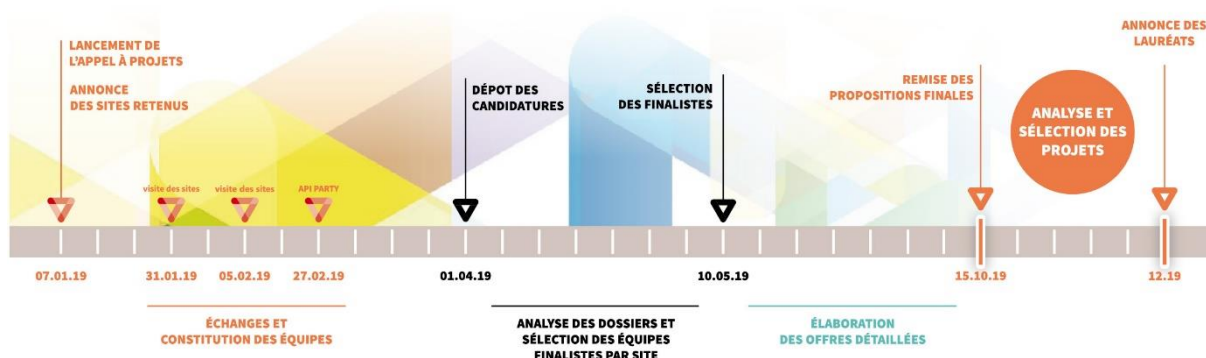 LANCEMENT DE
L'APPEL À PROJETS
ANNONCE
DES SITES RETENUS
DÉPOT DES
CANDIDATURES
SÉLECTION
DES FINALISTES
REMISE DES
PROPOSITIONS FINALES
ANALYSE ET
SÉLECTION DES
PROJETS
ANNONCE DES
LAURÉATS
visite des sites
visite des sites
API PARTY
07.01.19
31.01.19
05.02.19
27.02.19
01.04.19
10.05.19
15.10.19
12.19
ÉCHANGES ET
CONSTITUTION DES ÉQUIPES
ANALYSE DES DOSSIERS ET
SÉLECTION DES ÉQUIPES
FINALISTES PAR SITE
ÉLABORATION
DES OFFRES DÉTAILLÉES